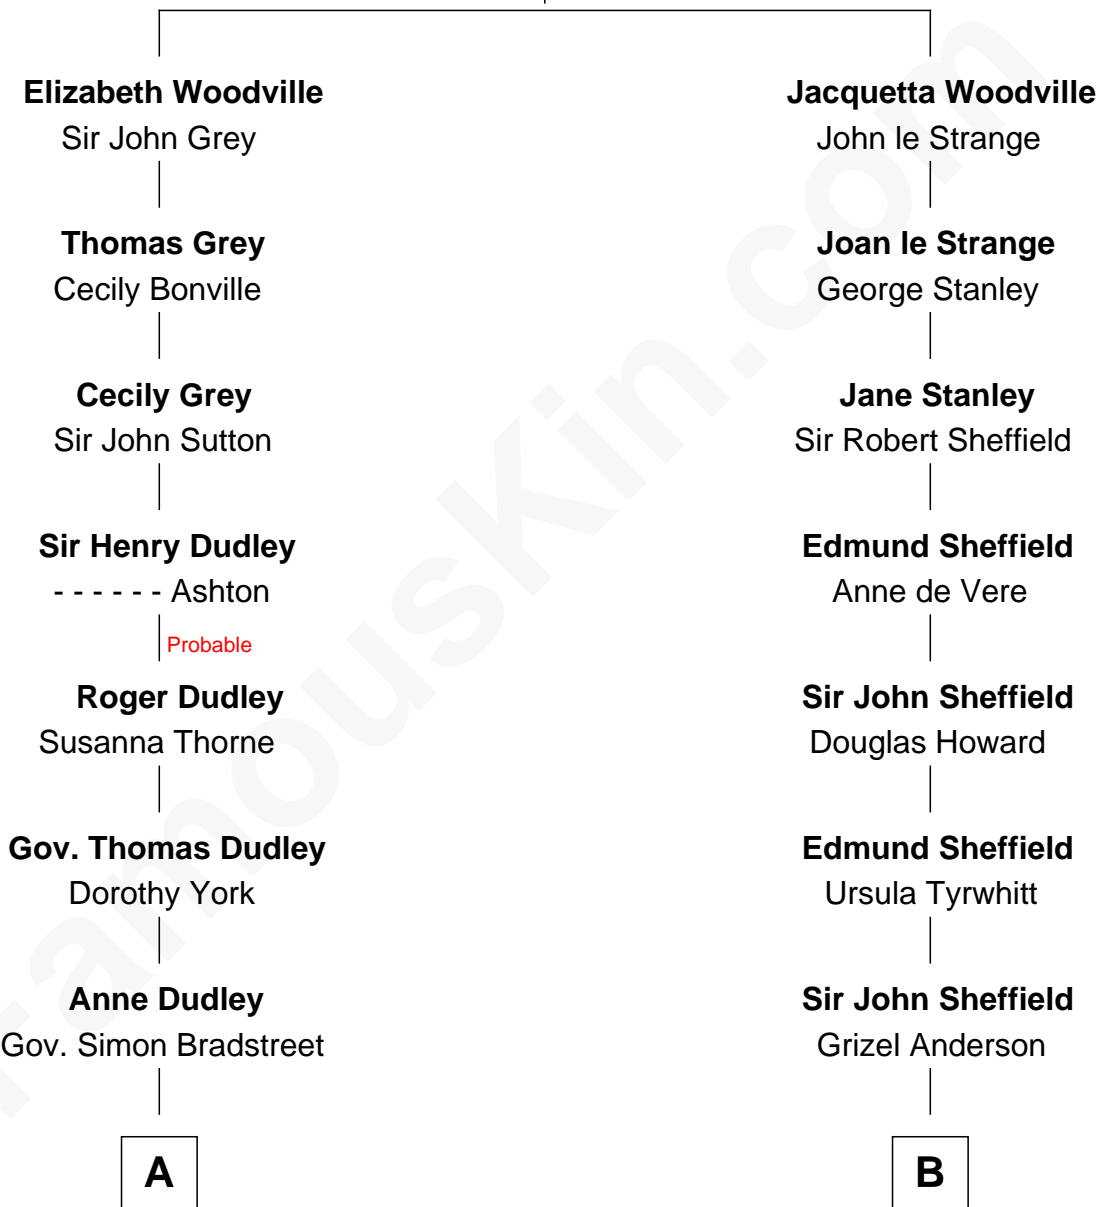 Elizabeth Woodville
Sir John Grey
Thomas Grey
Cecily Bonville
Cecily Grey
Sir John Sutton
Sir Henry Dudley
- - - - - - Ashton
Probable
Roger Dudley
Susanna Thorne
Gov. Thomas Dudley
Dorothy York
Anne Dudley
Gov. Simon Bradstreet
A
Jacquetta Woodville
John le Strange
Joan le Strange
George Stanley
Jane Stanley
Sir Robert Sheffield
Edmund Sheffield
Anne de Vere
Sir John Sheffield
Douglas Howard
Edmund Sheffield
Ursula Tyrwhitt
Sir John Sheffield
Grizel Anderson
B
FamousKin.com